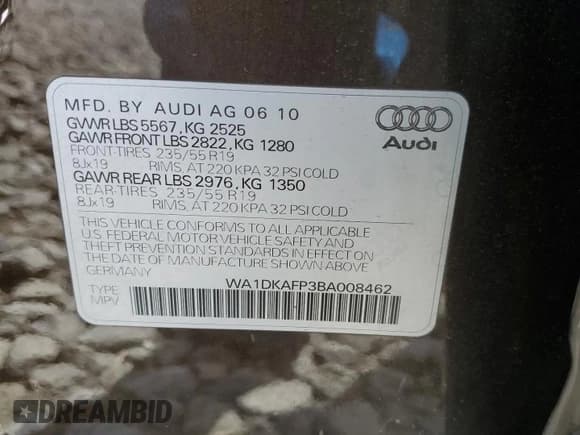 MFD. BY AUDI AG 06 10
GVWR LBS 5567, KG 2525
GAWR FRONT LBS 2822, KG 1280
FRONT-TIRES 235/55 R19
8Jx19 RIMS, AT 220 KPA 32 PSI COLD
GAWR REAR LBS 2976, KG 1350
REAR-TIRES 235/55 R19
8Jx19 RIMS, AT 220 KPA 32 PSI COLD
Audi
THIS VEHICLE CONFORMS TO ALL APPLICABLE
U.S. FEDERAL MOTOR VEHICLE SAFETY AND
THEFT PREVENTION STANDARDS IN EFFECT ON
THE DATE OF MANUFACTURE SHOWN ABOVE.
GERMANY
WA1DKAFP3BA008462
TYPE
MPV
DREAMBID